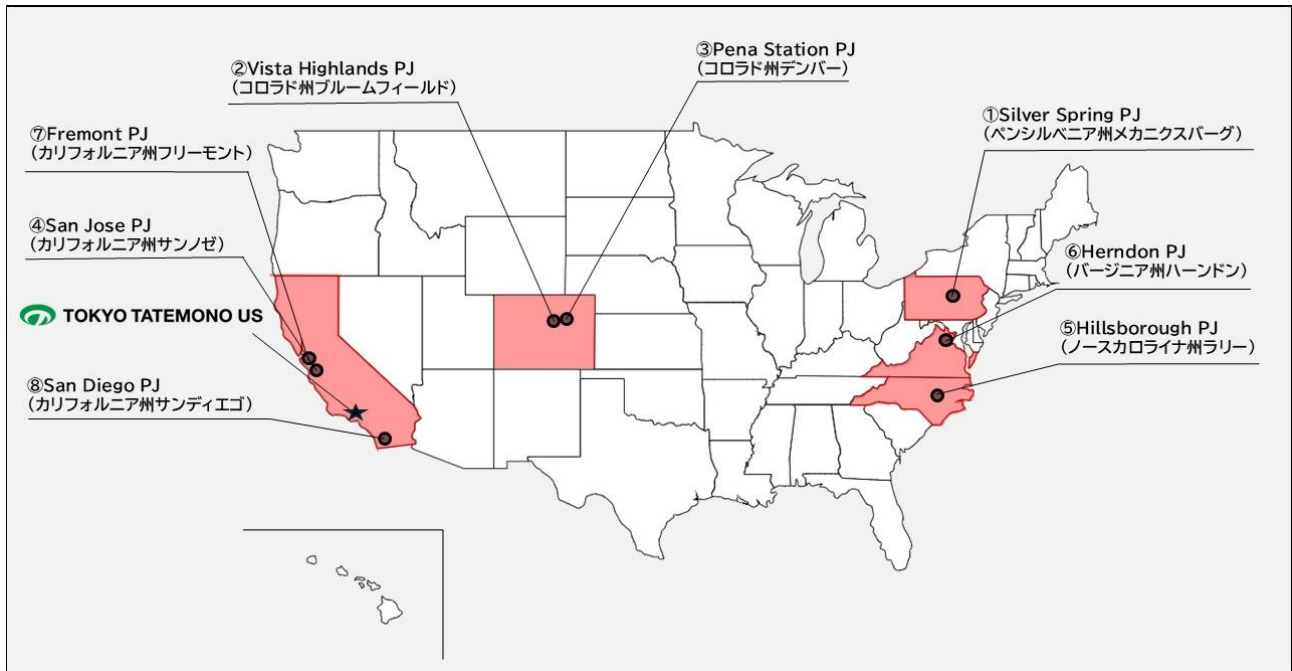 ③Pena Station PJ
(コロラド州デンバー)
②Vista Highlands PJ
(コロラド州ブルームフィールド)
①Silver Spring PJ
(ペンシルベニア州メカニクスバーグ)
⑦Fremont PJ
(カリフォルニア州フリーモント)
④San Jose PJ
(カリフォルニア州サンノゼ)
⑥Herndon PJ
(バージニア州ハーンドン)
TOKYO TATEMONO US
⑤Hillsborough PJ
(ノースカロライナ州ラリー)
⑧San Diego PJ
(カリフォルニア州サンディエゴ)